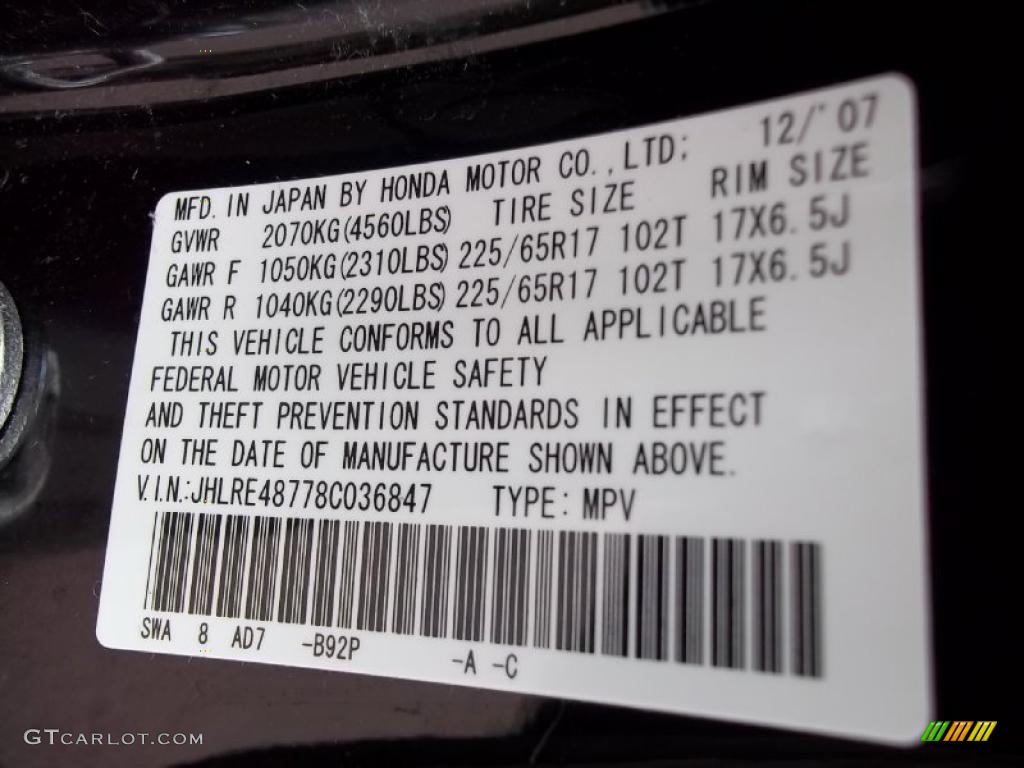 MFD. IN JAPAN BY HONDA MOTOR CO., LTD; 12/'07
GVWR 2070KG(4560LBS) TIRE SIZE RIM SIZE
GAWR F 1050KG(2310LBS) 225/65R17 102T 17X6.5J
GAWR R 1040KG(2290LBS) 225/65R17 102T 17X6.5J
THIS VEHICLE CONFORMS TO ALL APPLICABLE
FEDERAL MOTOR VEHICLE SAFETY
AND THEFT PREVENTION STANDARDS IN EFFECT
ON THE DATE OF MANUFACTURE SHOWN ABOVE.
V.I.N.:JHLRE48778C036847 TYPE: MPV
SWA 8 AD7 -B92P -A -C
GTCARLOT.COM